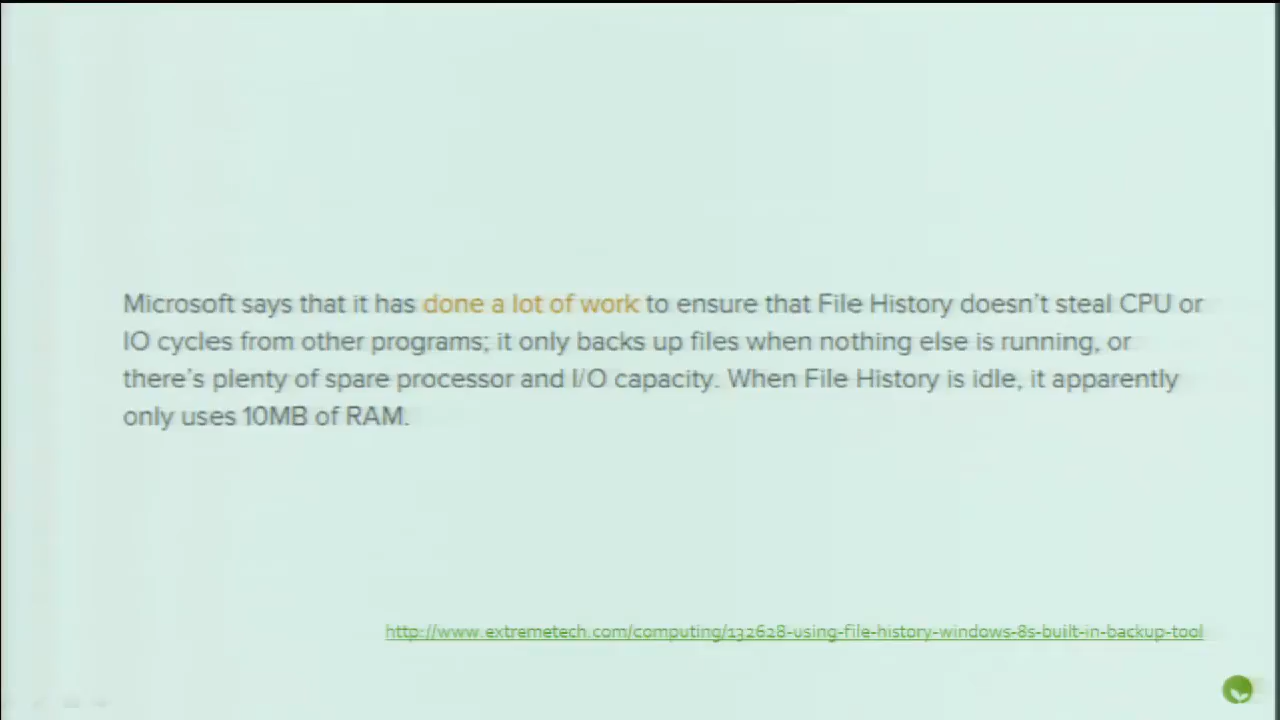 Microsoft says that it has done a lot of work to ensure that File History doesn't steal CPU or
IO cycles from other programs; it only backs up files when nothing else is running, or
there's plenty of spare processor and I/O capacity. When File History is idle, it apparently
only uses 10MB of RAM.
http://www.extremetech.com/computing/132628-using-file-history-windows-8s-built-in-backup-tool